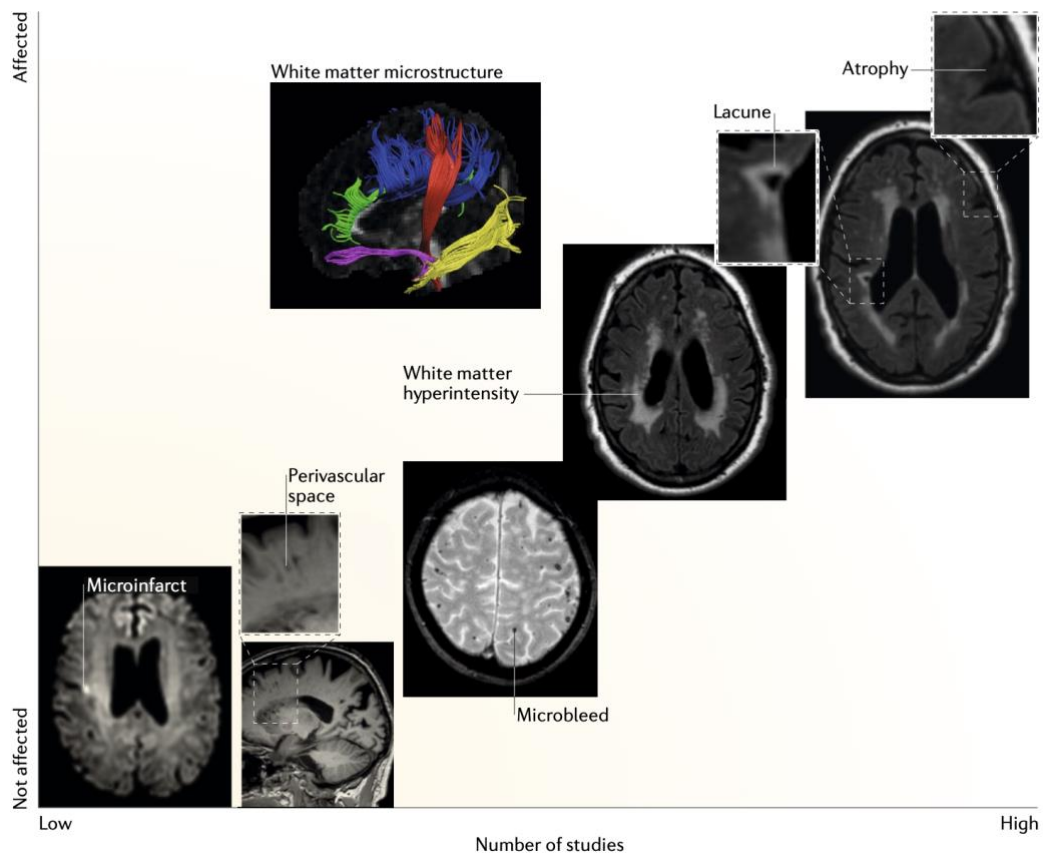 Affected
White matter microstructure
Atrophy
Lacune
White matter
hyperintensity
Perivascular
space
Microinfarct
Microbleed
Not affected
Low
High
Number of studies